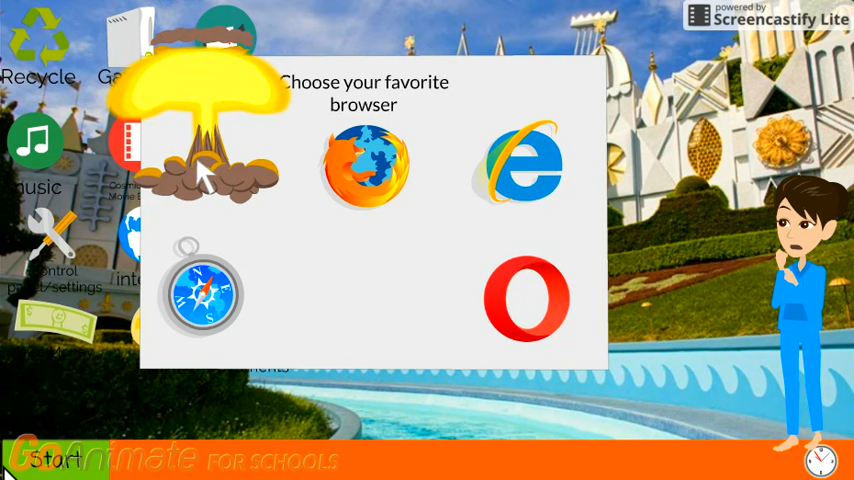 powered by
Screencastify Lite
Recycle
Choose your favorite
browser
music
control
panel/settings
Start
GoAnimate FOR SCHOOLS